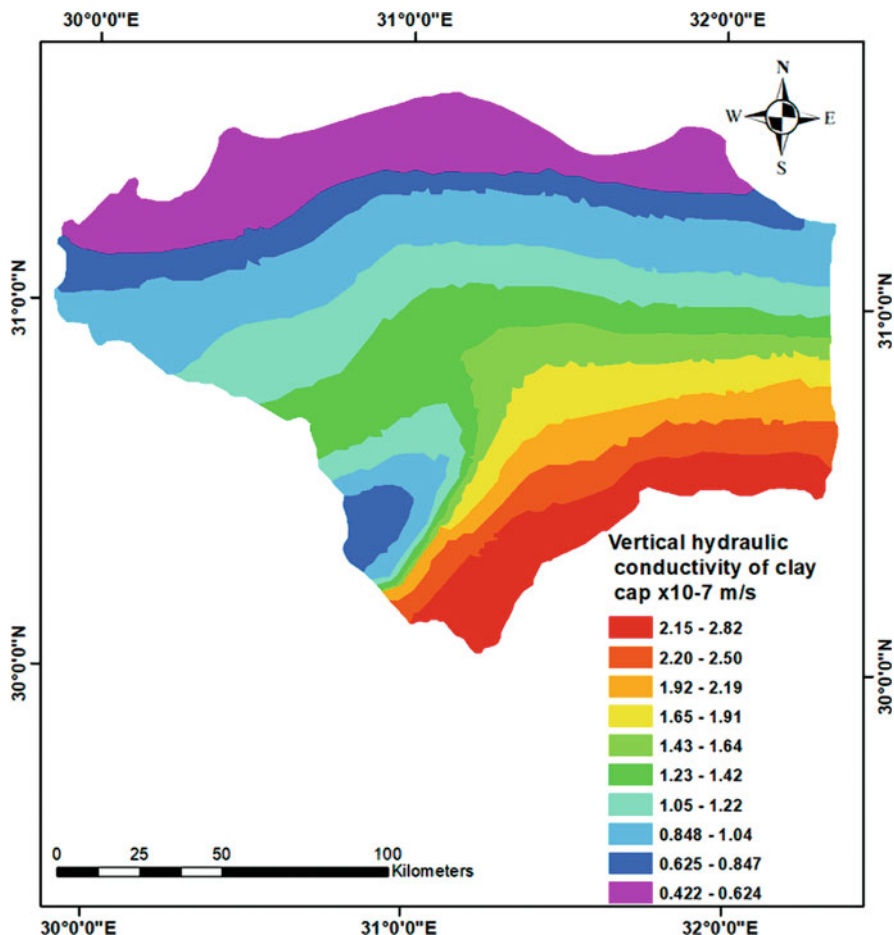 30°0'0"E 31°0'0"E 32°0'0"E
N
W E
S
31°0'0"N 31°0'0"N
30°0'0"N 30°0'0"N
Vertical hydraulic
conductivity of clay
cap x10-7 m/s
2.15 - 2.82
2.20 - 2.50
1.92 - 2.19
1.65 - 1.91
1.43 - 1.64
1.23 - 1.42
1.05 - 1.22
0.848 - 1.04
0.625 - 0.847
0.422 - 0.624
0 25 50 100
Kilometers
30°0'0"E 31°0'0"E 32°0'0"E